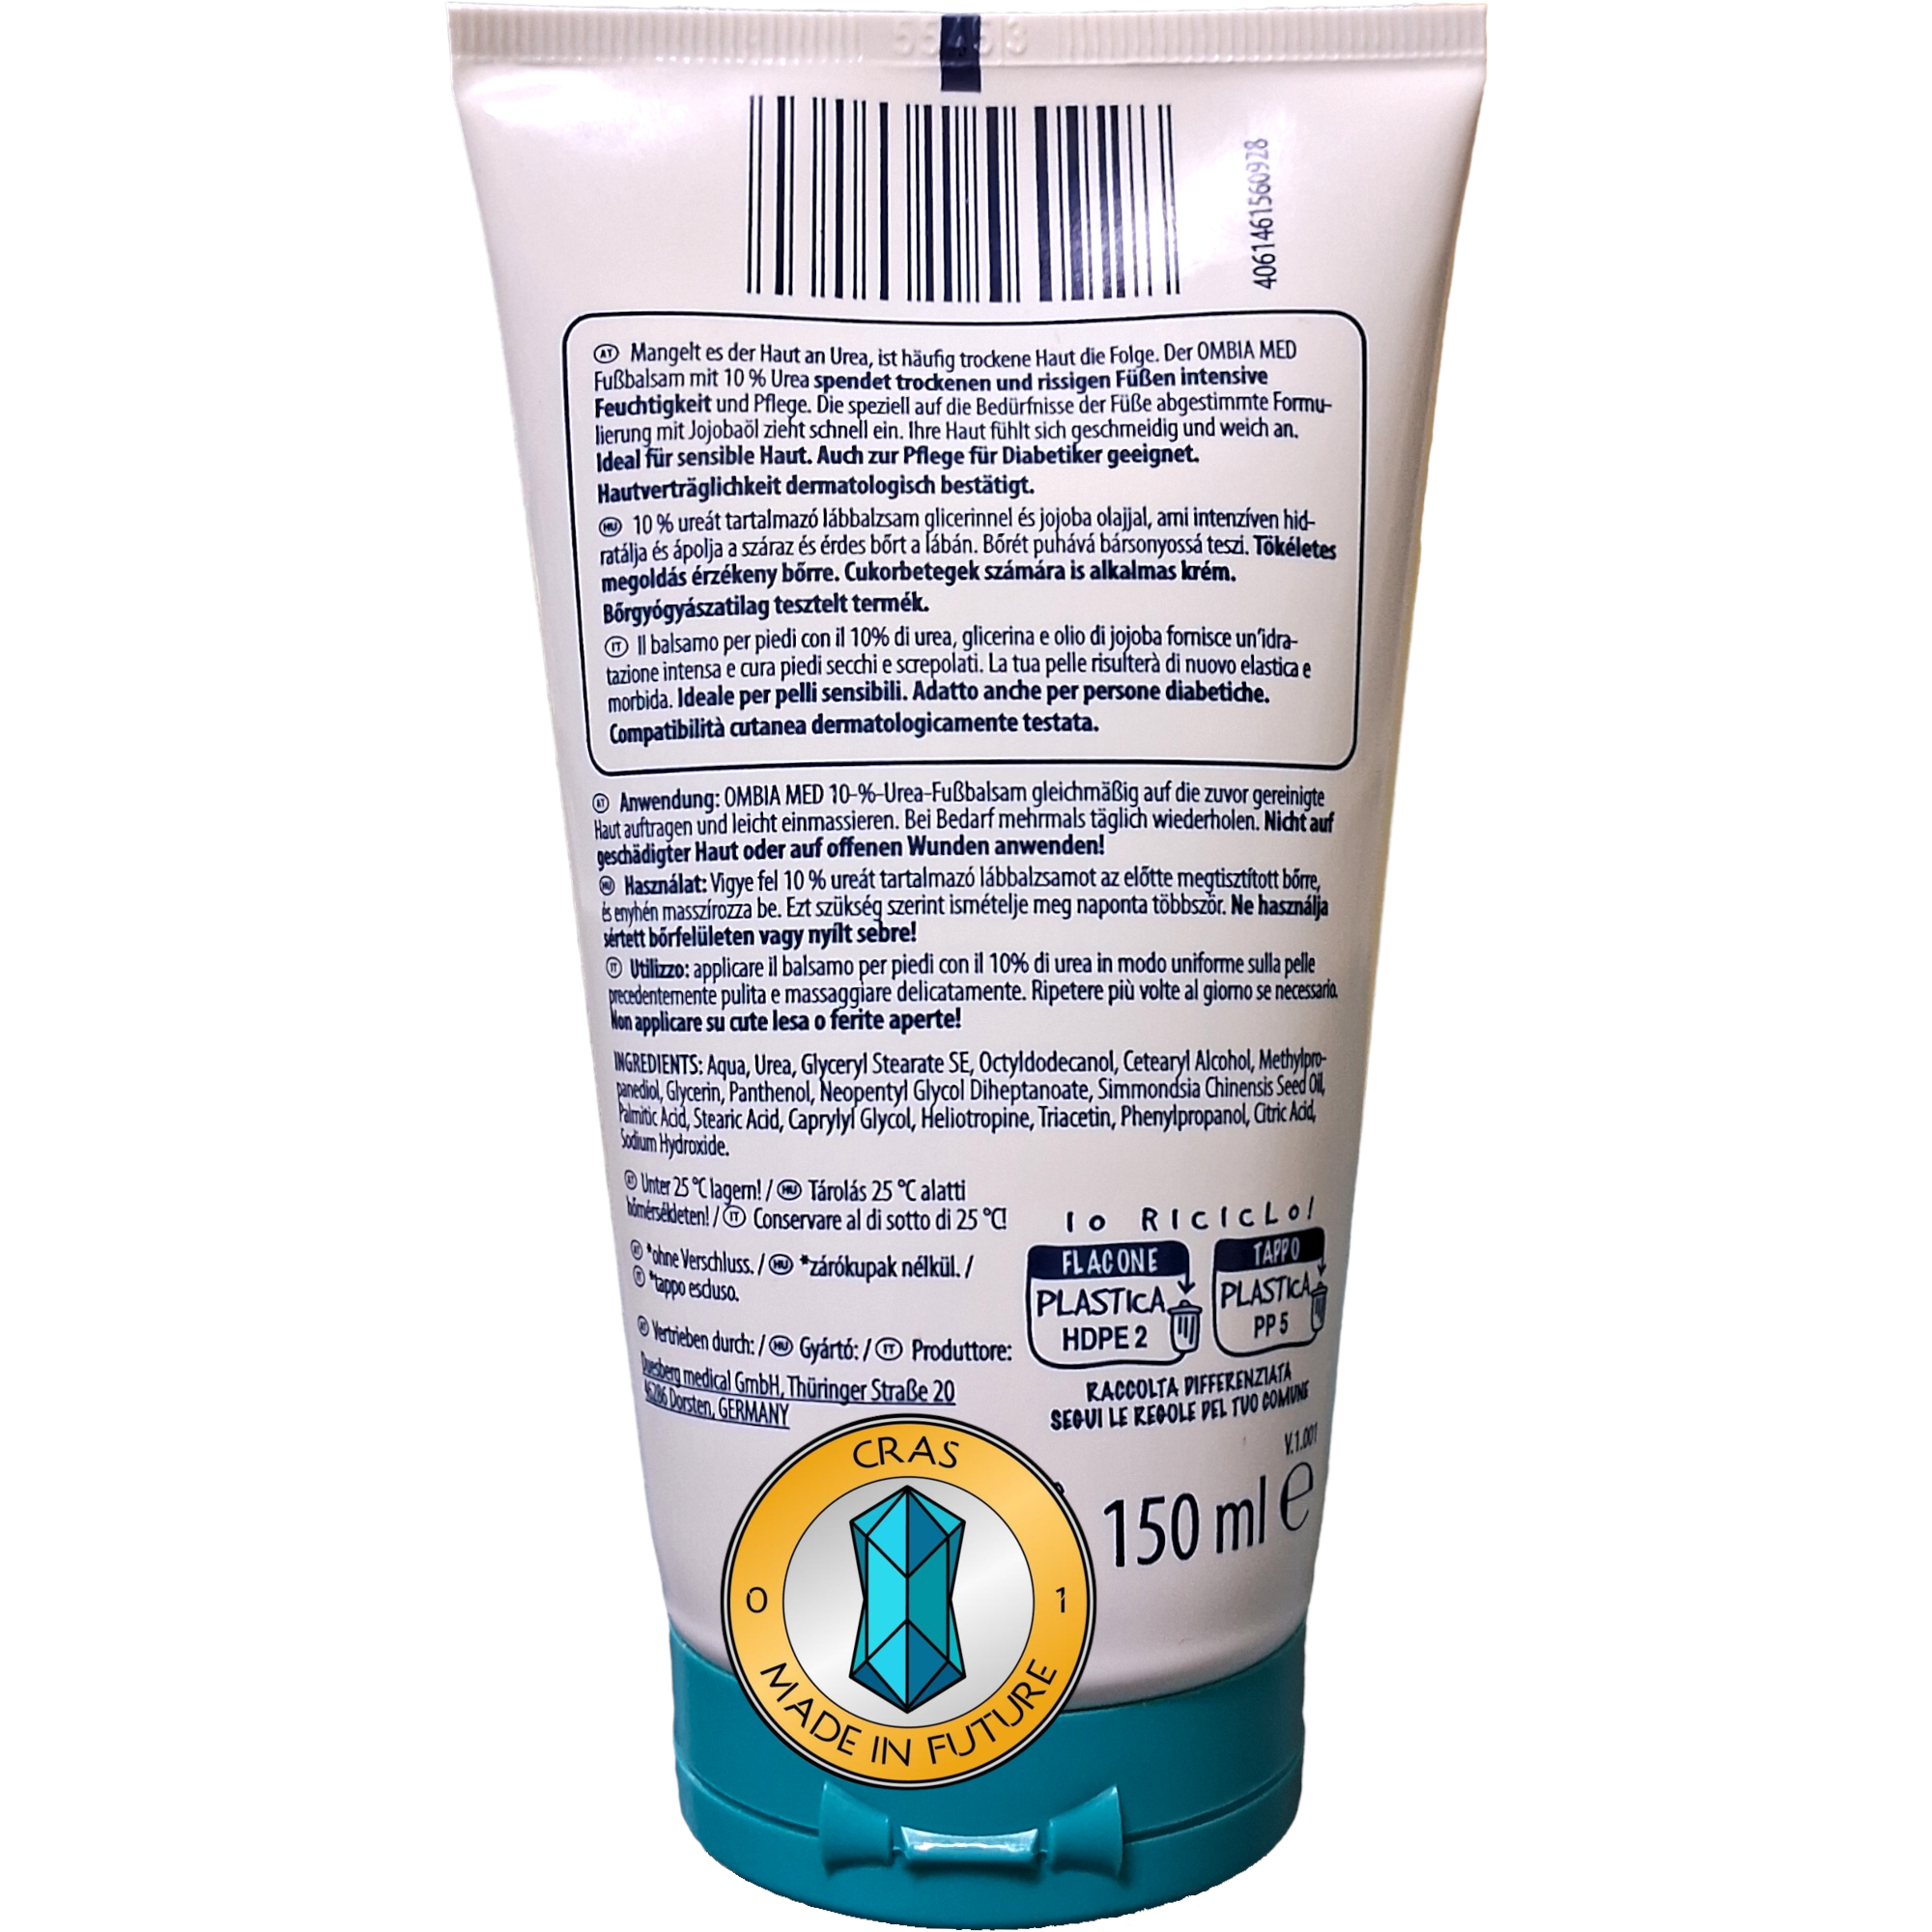 55453
4061461560928
AT Mangelt es der Haut an Urea, ist häufig trockene Haut die Folge. Der OMBIA MED
Fußbalsam mit 10 % Urea spendet trockenen und rissigen Füßen intensive
Feuchtigkeit und Pflege. Die speziell auf die Bedürfnisse der Füße abgestimmte Formu-
lierung mit Jojobaöl zieht schnell ein. Ihre Haut fühlt sich geschmeidig und weich an.
Ideal für sensible Haut. Auch zur Pflege für Diabetiker geeignet.
Hautverträglichkeit dermatologisch bestätigt.
HU 10 % ureát tartalmazó lábbalzsam glicerinnel és jojoba olajjal, ami intenzíven hid-
ratálja és ápolja a száraz és érdes bőrt a lábán. Bőrét puhává bársonyossá teszi. Tökéletes
megoldás érzékeny bőrre. Cukorbetegek számára is alkalmas krém.
Bőrgyógyászatilag tesztelt termék.
IT Il balsamo per piedi con il 10% di urea, glicerina e olio di jojoba fornisce un'idra-
tazione intensa e cura piedi secchi e screpolati. La tua pelle risulterà di nuovo elastica e
morbida. Ideale per pelli sensibili. Adatto anche per persone diabetiche.
Compatibilità cutanea dermatologicamente testata.
AT Anwendung: OMBIA MED 10-%-Urea-Fußbalsam gleichmäßig auf die zuvor gereinigte
Haut auftragen und leicht einmassieren. Bei Bedarf mehrmals täglich wiederholen. Nicht auf
geschädigter Haut oder auf offenen Wunden anwenden!
HU Használat: Vigye fel 10 % ureát tartalmazó lábbalzsamot az előtte megtisztított bőrre,
és enyhén masszírozza be. Ezt szükség szerint ismételje meg naponta többször. Ne használja
sértett bőrfelületen vagy nyílt sebre!
IT Utilizzo: applicare il balsamo per piedi con il 10% di urea in modo uniforme sulla pelle
precedentemente pulita e massaggiare delicatamente. Ripetere più volte al giorno se necessario.
Non applicare su cute lesa o ferite aperte!
INGREDIENTS: Aqua, Urea, Glyceryl Stearate SE, Octyldodecanol, Cetearyl Alcohol, Methylpro-
panediol, Glycerin, Panthenol, Neopentyl Glycol Diheptanoate, Simmondsia Chinensis Seed Oil,
Palmitic Acid, Stearic Acid, Caprylyl Glycol, Heliotropine, Triacetin, Phenylpropanol, Citric Acid,
Sodium Hydroxide.
AT Unter 25 °C lagern! / HU Tárolás 25 °C alatti
hőmérsékleten! / IT Conservare al di sotto di 25 °C!
AT *ohne Verschluss. / HU *zárókupak nélkül. /
IT *tappo escluso.
AT Vertrieben durch: / HU Gyártó: / IT Produttore:
Duesberg medical GmbH, Thüringer Straße 20
46286 Dorsten, GERMANY
IO RICICLO!
FLACONE
PLASTICA
HDPE 2
TAPPO
PLASTICA
PP 5
RACCOLTA DIFFERENZIATA
SEGUI LE REGOLE DEL TUO COMUNE
V.1.001
150 ml e
CRAS
0 1
MADE IN FUTURE